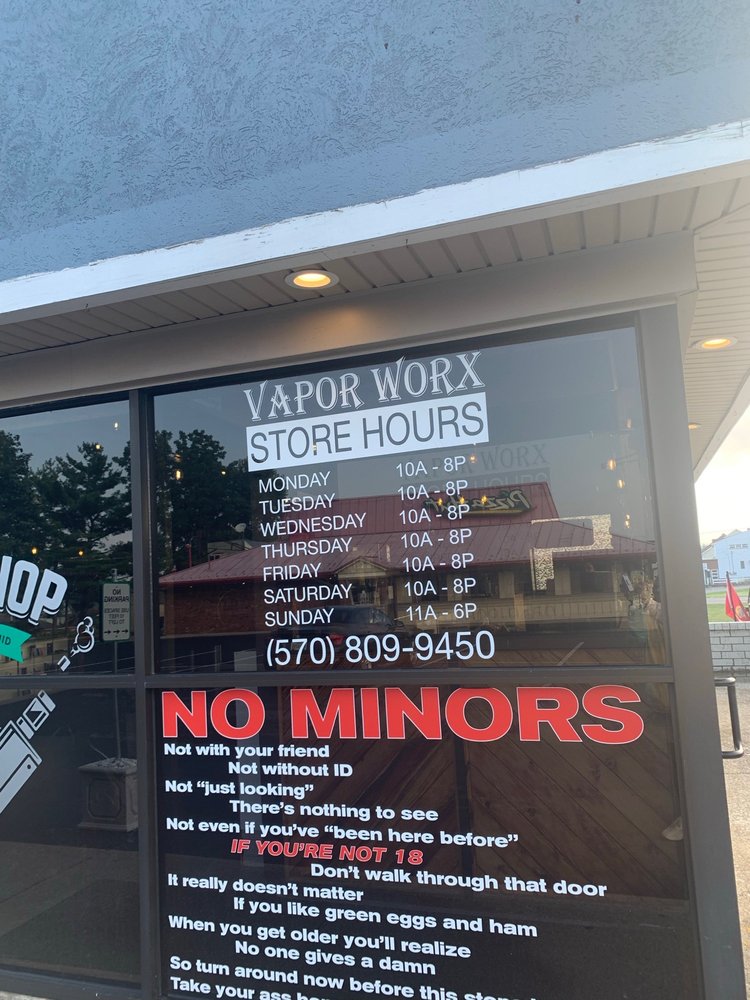 VAPOR WORX
STORE HOURS
MONDAY 10A - 8P
TUESDAY 10A - 8P
WEDNESDAY 10A - 8P
THURSDAY 10A - 8P
FRIDAY 10A - 8P
SATURDAY 10A - 8P
SUNDAY 11A - 6P
(570) 809-9450
HOP
NO
PARKING
NO MINORS
Not with your friend
Not without ID
Not “just looking”
There's nothing to see
Not even if you've “been here before”
IF YOU'RE NOT 18
Don't walk through that door
It really doesn't matter
If you like green eggs and ham
When you get older you'll realize
No one gives a damn
So turn around now before this
Take your ass